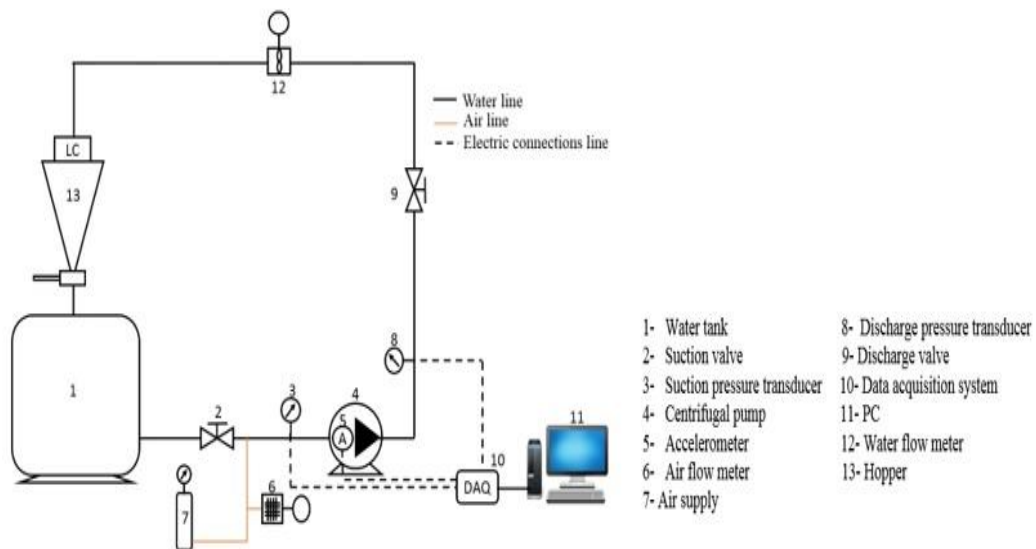 12
Water line
Air line
Electric connections line
LC
13
9
1
2
3
8
4
5
A
6
7
10
DAQ
11
1- Water tank
2- Suction valve
3- Suction pressure transducer
4- Centrifugal pump
5- Accelerometer
6- Air flow meter
7- Air supply
8- Discharge pressure transducer
9- Discharge valve
10- Data acquisition system
11- PC
12- Water flow meter
13- Hopper